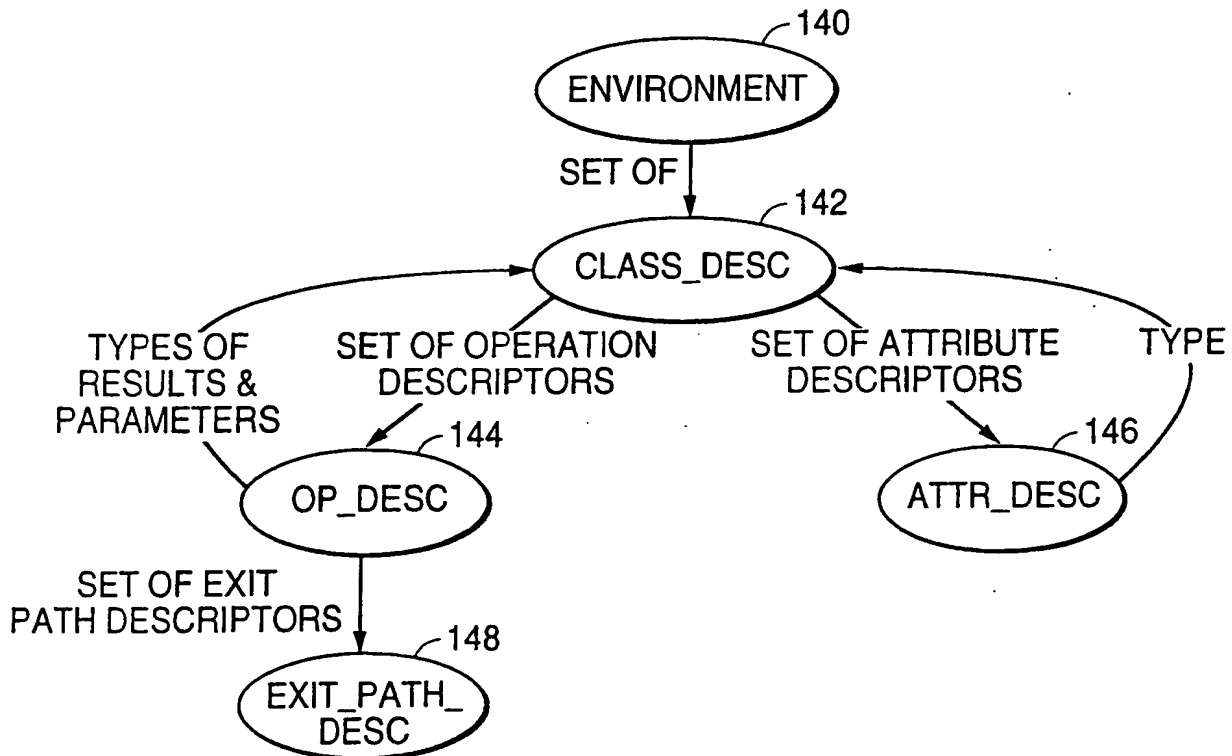 140
ENVIRONMENT
SET OF
142
CLASS_DESC
TYPES OF
RESULTS &
PARAMETERS
SET OF OPERATION
DESCRIPTORS
SET OF ATTRIBUTE
DESCRIPTORS
TYPE
144
OP_DESC
146
ATTR_DESC
SET OF EXIT
PATH DESCRIPTORS
148
EXIT_PATH_
DESC